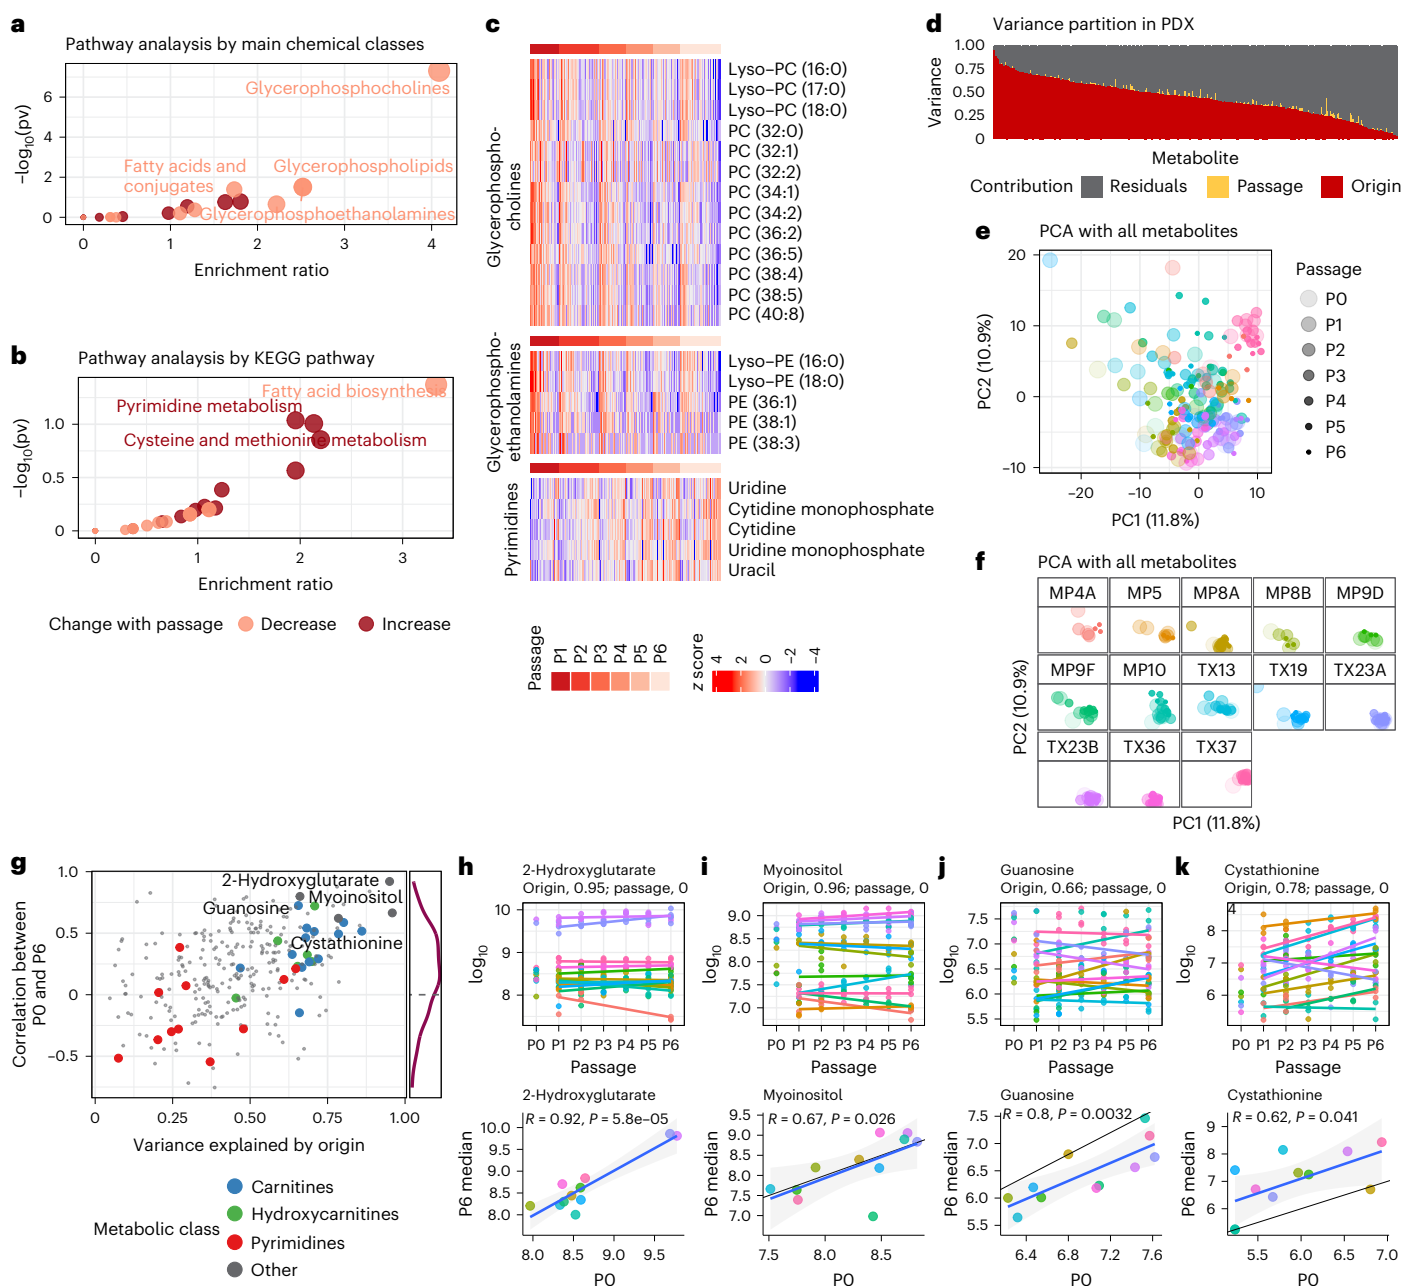 a
Pathway analaysis by main chemical classes
−log10(pv)
6
4
2
0
Glycerophosphocholines
Fatty acids and
conjugates
Glycerophospholipids
Glycerophosphoethanolamines
0 1 2 3 4
Enrichment ratio
b
Pathway analaysis by KEGG pathway
−log10(pv)
1.0
0.5
0
Fatty acid biosynthesis
Pyrimidine metabolism
Cysteine and methionine metabolism
0 1 2 3
Enrichment ratio
Change with passage Decrease Increase
c
Glycerophospho-
cholines
Lyso–PC (16:0)
Lyso–PC (17:0)
Lyso–PC (18:0)
PC (32:0)
PC (32:1)
PC (32:2)
PC (34:1)
PC (34:2)
PC (36:2)
PC (36:5)
PC (38:4)
PC (38:5)
PC (40:8)
Glycerophospho-
ethanolamines
Lyso–PE (16:0)
Lyso–PE (18:0)
PE (36:1)
PE (38:1)
PE (38:3)
Pyrimidines
Uridine
Cytidine monophosphate
Cytidine
Uridine monophosphate
Uracil
Passage
P1 P2 P3 P4 P5 P6
z score
4 2 0 −2 −4
d
Variance partition in PDX
Variance
1.00
0.75
0.50
0.25
0
Metabolite
Contribution Residuals Passage Origin
e
PCA with all metabolites
PC2 (10.9%)
20
10
0
−10
−20 −10 0 10
PC1 (11.8%)
Passage
P0
P1
P2
P3
P4
P5
P6
f
PCA with all metabolites
PC2 (10.9%)
MP4A MP5 MP8A MP8B MP9D
MP9F MP10 TX13 TX19 TX23A
TX23B TX36 TX37
PC1 (11.8%)
g
Correlation between
P0 and P6
1.0
0.5
0
−0.5
2-Hydroxyglutarate
Guanosine
Myoinositol
Cystathionine
0 0.25 0.50 0.75 1.00
Variance explained by origin
Metabolic class
Carnitines
Hydroxycarnitines
Pyrimidines
Other
h
2-Hydroxyglutarate
Origin, 0.95; passage, 0
log10
10
9
8
P0 P1 P2 P3 P4 P5 P6
Passage
2-Hydroxyglutarate
R = 0.92, P = 5.8e−05
P6 median
10.0
9.5
9.0
8.5
8.0
8.0 8.5 9.0 9.5
P0
i
Myoinositol
Origin, 0.96; passage, 0
log10
9.0
8.5
8.0
7.5
7.0
P0 P1 P2 P3 P4 P5 P6
Passage
Myoinositol
R = 0.67, P = 0.026
P6 median
9.5
9.0
8.5
8.0
7.5
7.0
7.5 8.0 8.5
P0
j
Guanosine
Origin, 0.66; passage, 0
log10
7.5
7.0
6.5
6.0
5.5
P0 P1 P2 P3 P4 P5 P6
Passage
Guanosine
R = 0.8, P = 0.0032
P6 median
7.5
7.0
6.5
6.0
5.5
6.4 6.8 7.2 7.6
P0
k
Cystathionine
Origin, 0.78; passage, 0
4
log10
8
7
6
P0 P1 P2 P3 P4 P5 P6
Passage
Cystathionine
R = 0.62, P = 0.041
P6 median
9
8
7
6
5.5 6.0 6.5 7.0
P0